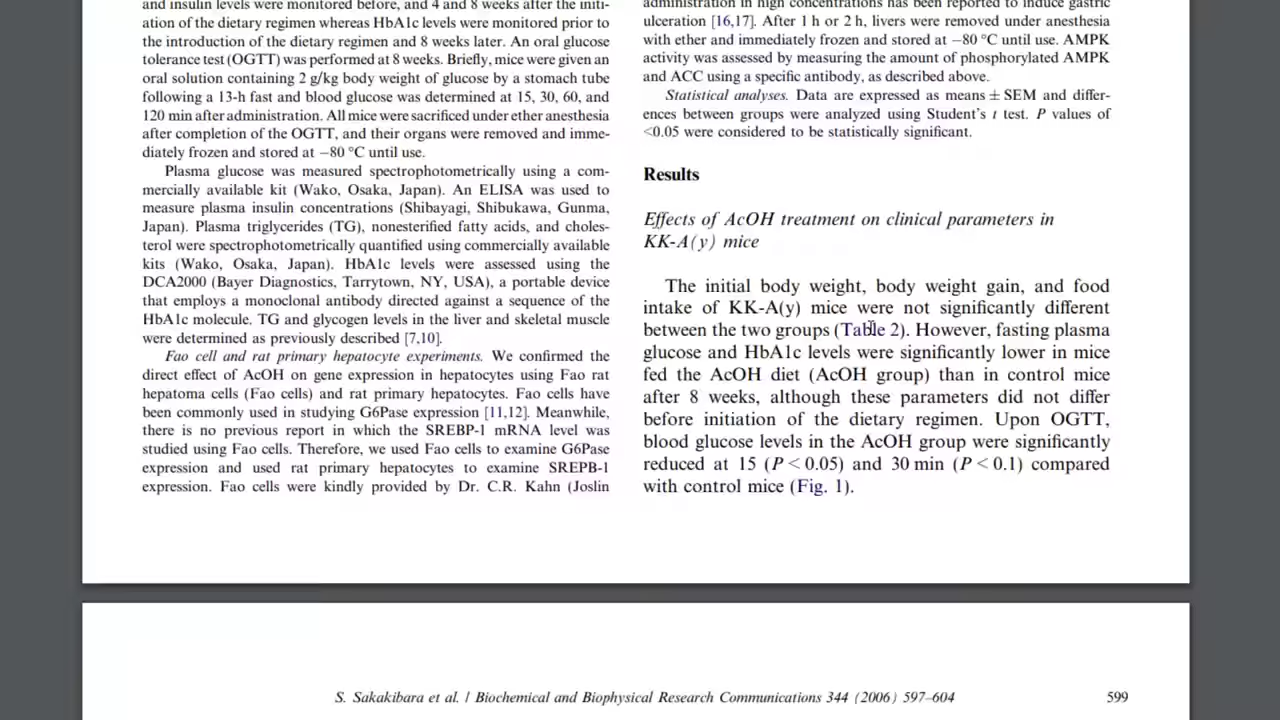 and insulin levels were monitored before, and 4 and 8 weeks after the initi-
ation of the dietary regimen whereas HbA1c levels were monitored prior to
the introduction of the dietary regimen and 8 weeks later. An oral glucose
tolerance test (OGTT) was performed at 8 weeks. Briefly, mice were given an
oral solution containing 2 g/kg body weight of glucose by a stomach tube
following a 13-h fast and blood glucose was determined at 15, 30, 60, and
120 min after administration. All mice were sacrificed under ether anesthesia
after completion of the OGTT, and their organs were removed and imme-
diately frozen and stored at −80 °C until use.
Plasma glucose was measured spectrophotometrically using a com-
mercially available kit (Wako, Osaka, Japan). An ELISA was used to
measure plasma insulin concentrations (Shibayagi, Shibukawa, Gunma,
Japan). Plasma triglycerides (TG), nonesterified fatty acids, and choles-
terol were spectrophotometrically quantified using commercially available
kits (Wako, Osaka, Japan). HbA1c levels were assessed using the
DCA2000 (Bayer Diagnostics, Tarrytown, NY, USA), a portable device
that employs a monoclonal antibody directed against a sequence of the
HbA1c molecule. TG and glycogen levels in the liver and skeletal muscle
were determined as previously described [7,10].
Fao cell and rat primary hepatocyte experiments. We confirmed the
direct effect of AcOH on gene expression in hepatocytes using Fao rat
hepatoma cells (Fao cells) and rat primary hepatocytes. Fao cells have
been commonly used in studying G6Pase expression [11,12]. Meanwhile,
there is no previous report in which the SREBP-1 mRNA level was
studied using Fao cells. Therefore, we used Fao cells to examine G6Pase
expression and used rat primary hepatocytes to examine SREPB-1
expression. Fao cells were kindly provided by Dr. C.R. Kahn (Joslin
administration in high concentrations has been reported to induce gastric
ulceration [16,17]. After 1 h or 2 h, livers were removed under anesthesia
with ether and immediately frozen and stored at −80 °C until use. AMPK
activity was assessed by measuring the amount of phosphorylated AMPK
and ACC using a specific antibody, as described above.
Statistical analyses. Data are expressed as means ± SEM and differ-
ences between groups were analyzed using Student's t test. P values of
<0.05 were considered to be statistically significant.
Results
Effects of AcOH treatment on clinical parameters in
KK-A(y) mice
The initial body weight, body weight gain, and food
intake of KK-A(y) mice were not significantly different
between the two groups (Table 2). However, fasting plasma
glucose and HbA1c levels were significantly lower in mice
fed the AcOH diet (AcOH group) than in control mice
after 8 weeks, although these parameters did not differ
before initiation of the dietary regimen. Upon OGTT,
blood glucose levels in the AcOH group were significantly
reduced at 15 (P < 0.05) and 30 min (P < 0.1) compared
with control mice (Fig. 1).
S. Sakakibara et al. / Biochemical and Biophysical Research Communications 344 (2006) 597–604
599